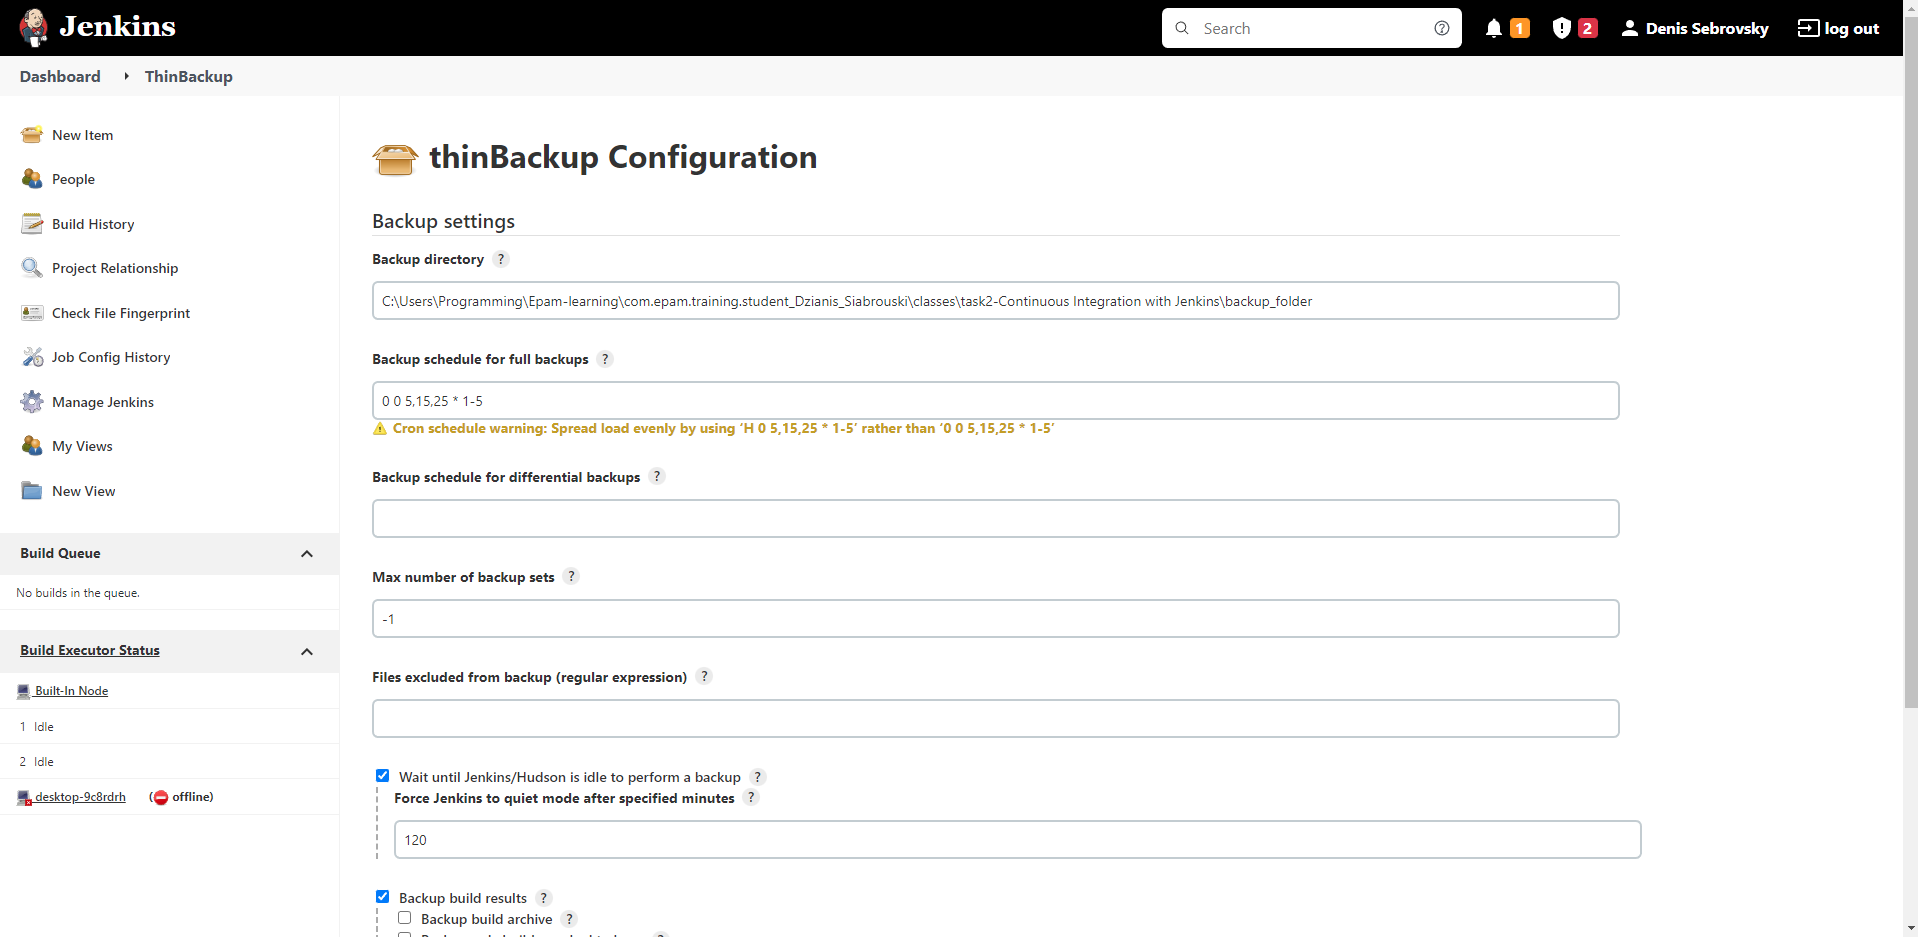 Jenkins
Search
1
2
Denis Sebrovsky
log out
Dashboard
ThinBackup
New Item
People
Build History
Project Relationship
Check File Fingerprint
Job Config History
Manage Jenkins
My Views
New View
Build Queue
No builds in the queue.
Build Executor Status
Built-In Node
1 Idle
2 Idle
desktop-9c8rdrh (offline)
thinBackup Configuration
Backup settings
Backup directory ?
C:\Users\Programming\Epam-learning\com.epam.training.student_Dzianis_Siabrouski\classes\task2-Continuous Integration with Jenkins\backup_folder
Backup schedule for full backups ?
0 0 5,15,25 * 1-5
Cron schedule warning: Spread load evenly by using ‘H 0 5,15,25 * 1-5’ rather than ‘0 0 5,15,25 * 1-5’
Backup schedule for differential backups ?
Max number of backup sets ?
-1
Files excluded from backup (regular expression) ?
Wait until Jenkins/Hudson is idle to perform a backup ?
Force Jenkins to quiet mode after specified minutes ?
120
Backup build results ?
Backup build archive ?